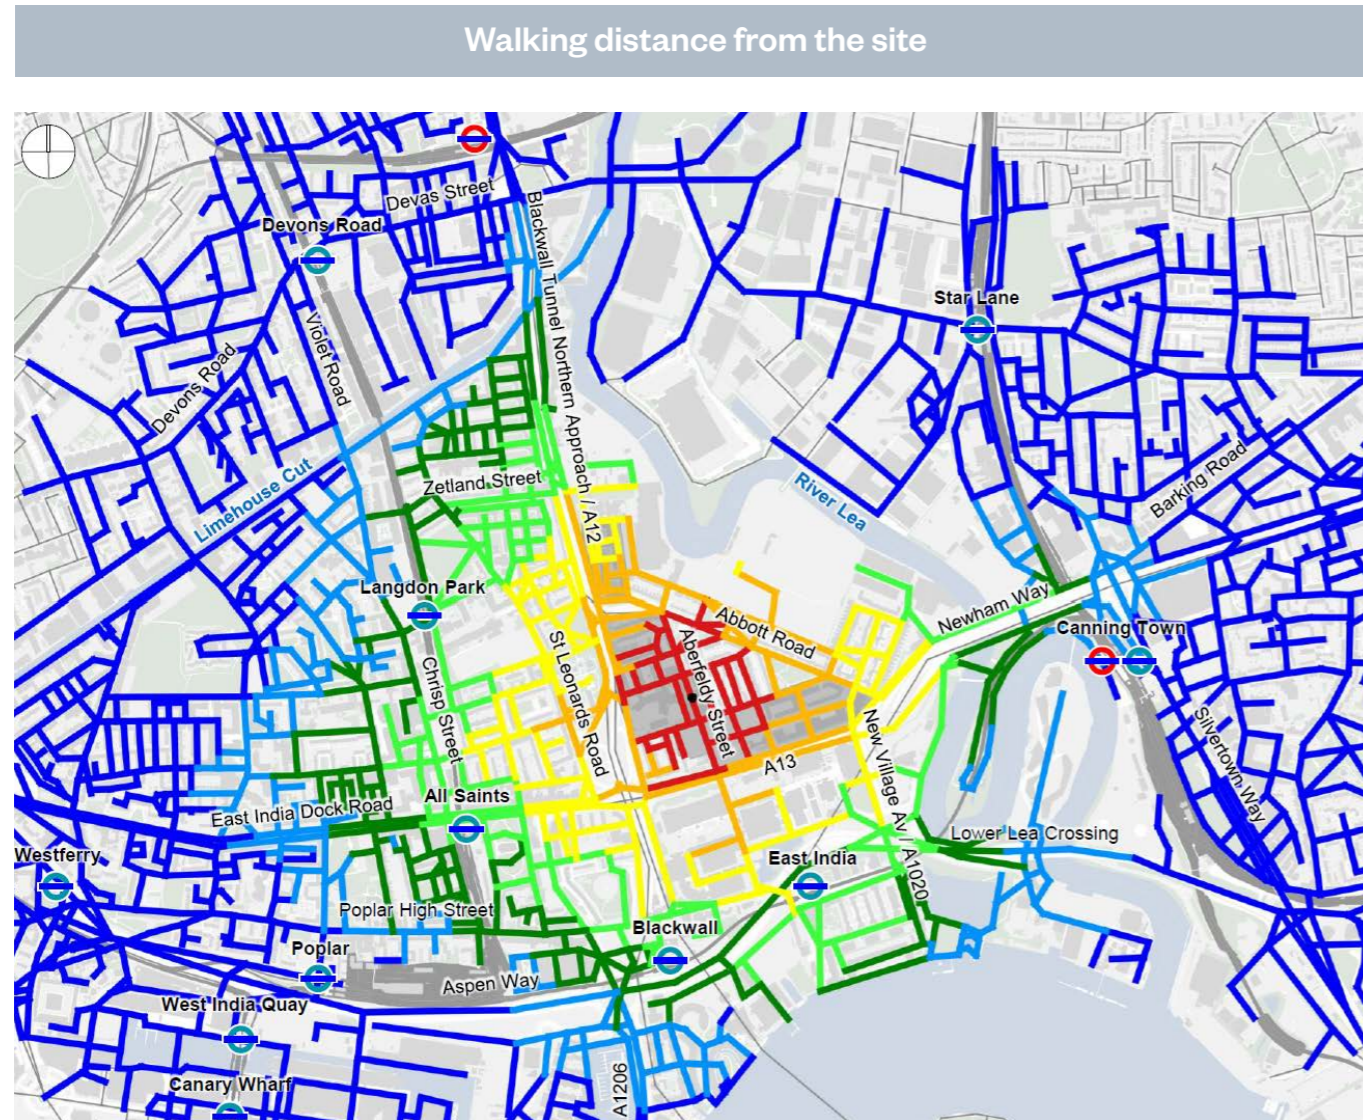 Walking distance from the site
Devas Street
Devons Road
Blackwall Tunnel Northern Approach / A12
Star Lane
Violet Road
Devons Road
Barking Road
Limehouse Cut
Zetland Street
River Lea
Langdon Park
Newham Way
Abbott Road
Canning Town
Aberfeldy Street
St Leonards Road
Chrisp Street
New Village Av / A1020
Silvertown Way
A13
All Saints
East India Dock Road
Lower Lea Crossing
Westferry
East India
Poplar High Street
Blackwall
Poplar
Aspen Way
West India Quay
Canary Wharf
A1206